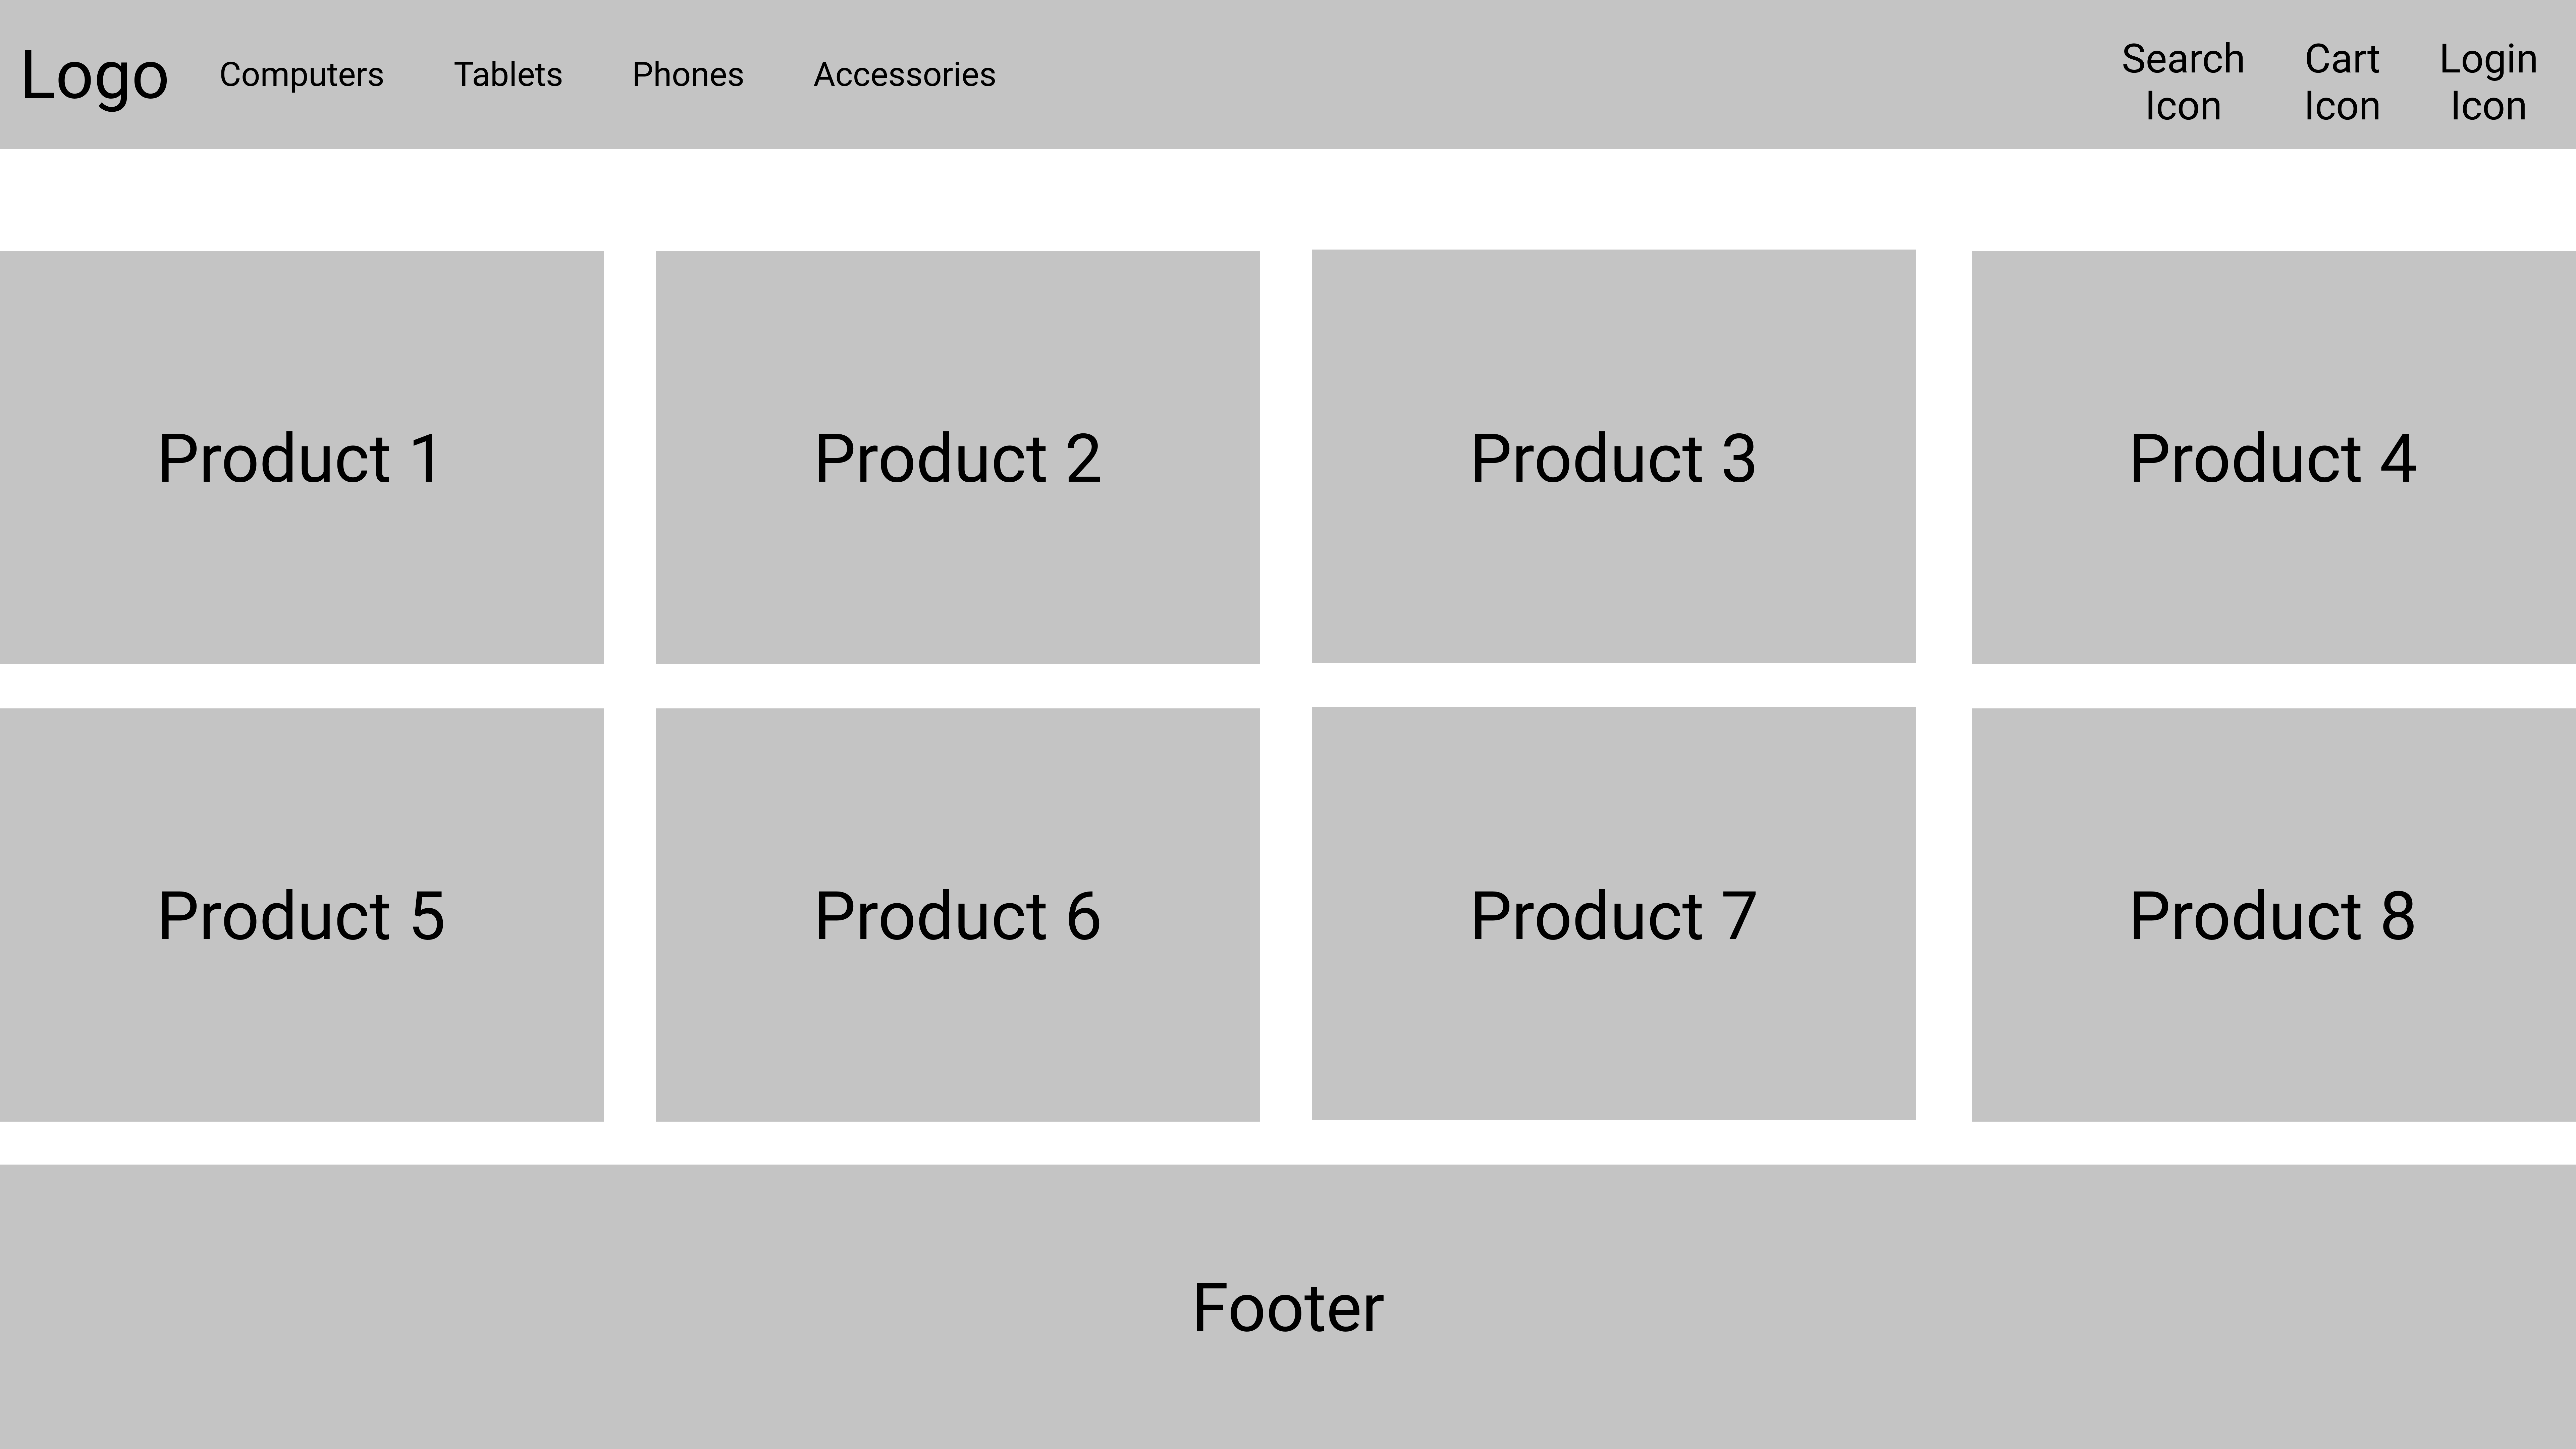 Logo
Computers
Tablets
Phones
Accessories
Search
Icon
Cart
Icon
Login
Icon
Product 1
Product 2
Product 3
Product 4
Product 5
Product 6
Product 7
Product 8
Footer